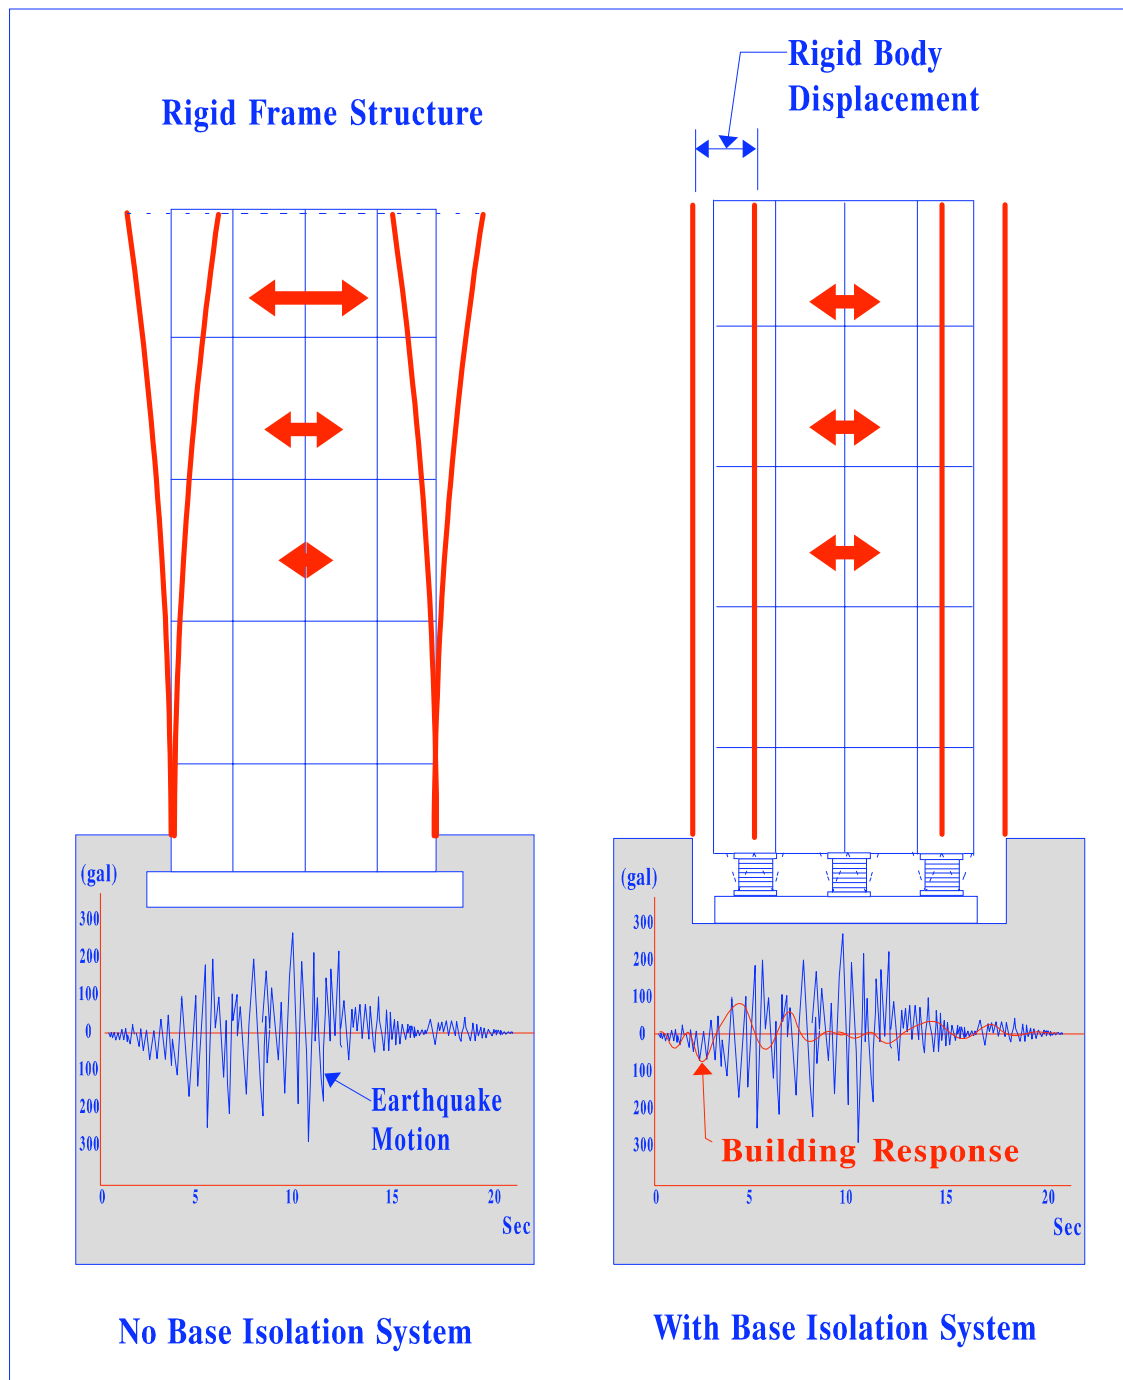 Rigid Body
Displacement
Rigid Frame Structure
(gal)
300
200
100
0
100
200
300
Earthquake
Motion
0 5 10 15 20
Sec
(gal)
300
200
100
0
100
200
300
Building Response
0 5 10 15 20
Sec
No Base Isolation System
With Base Isolation System